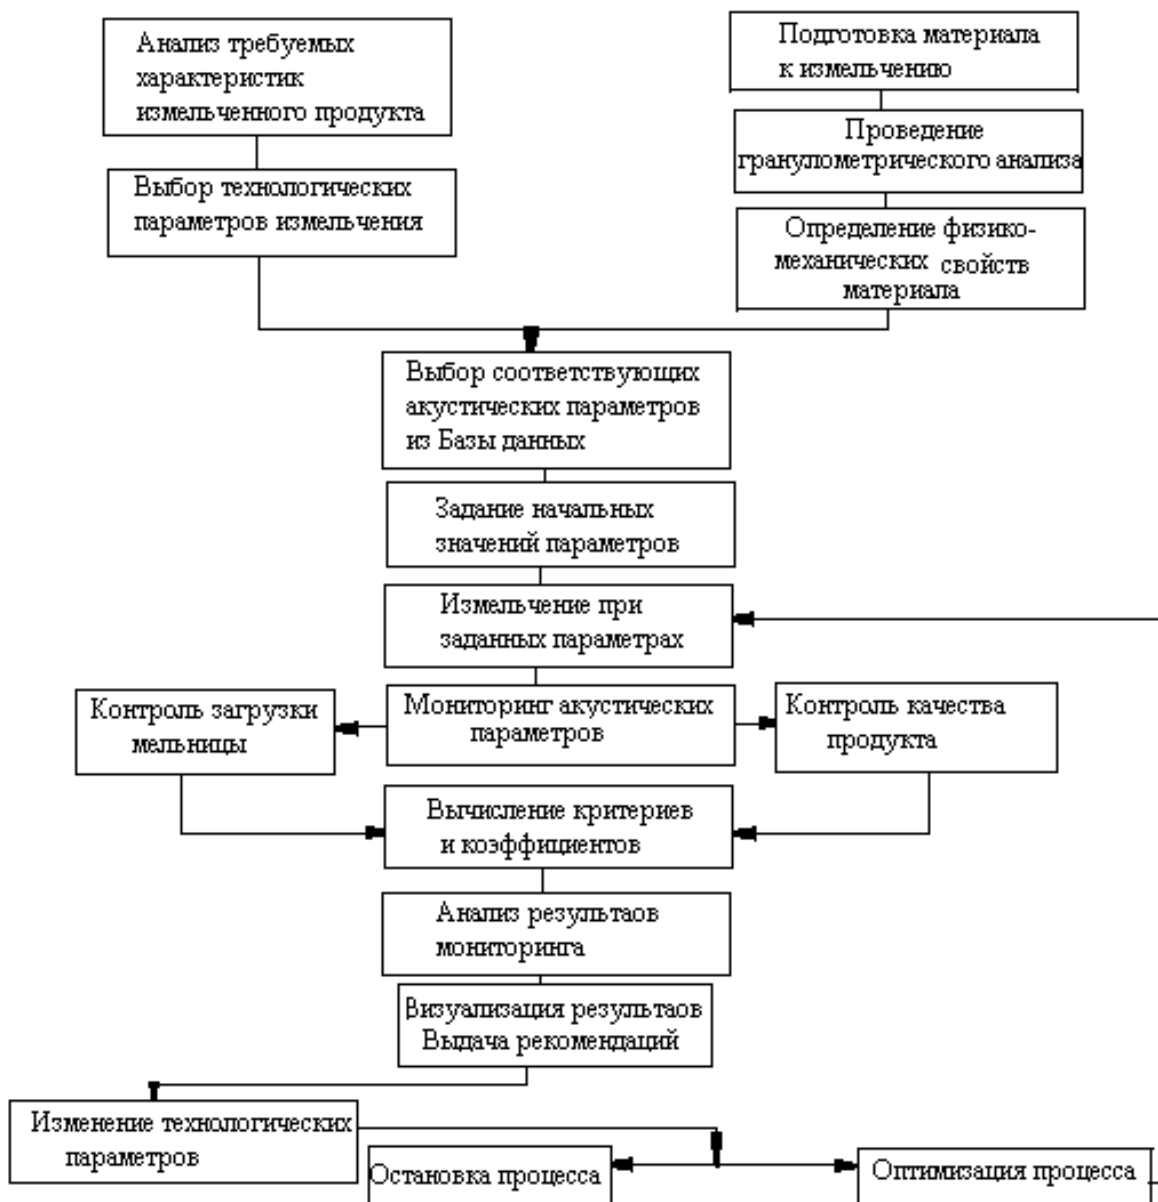 Анализ требуемых
характеристик
измельченного продукта
Выбор технологических
параметров измельчения
Подготовка материала
к измельчению
Проведение
гранулометрического анализа
Определение физико-
механических свойств
материала
Выбор соответствующих
акустических параметров
из Базы данных
Задание начальных
значений параметров
Измельчение при
заданных параметрах
Контроль загрузки
мельницы
Мониторинг акустических
параметров
Контроль качества
продукта
Вычисление критериев
и коэффициентов
Анализ результаов
мониторинга
Визуализация результаов
Выдача рекомендаций
Изменение технологических
параметров
Остановка процесса
Оптимизация процесса